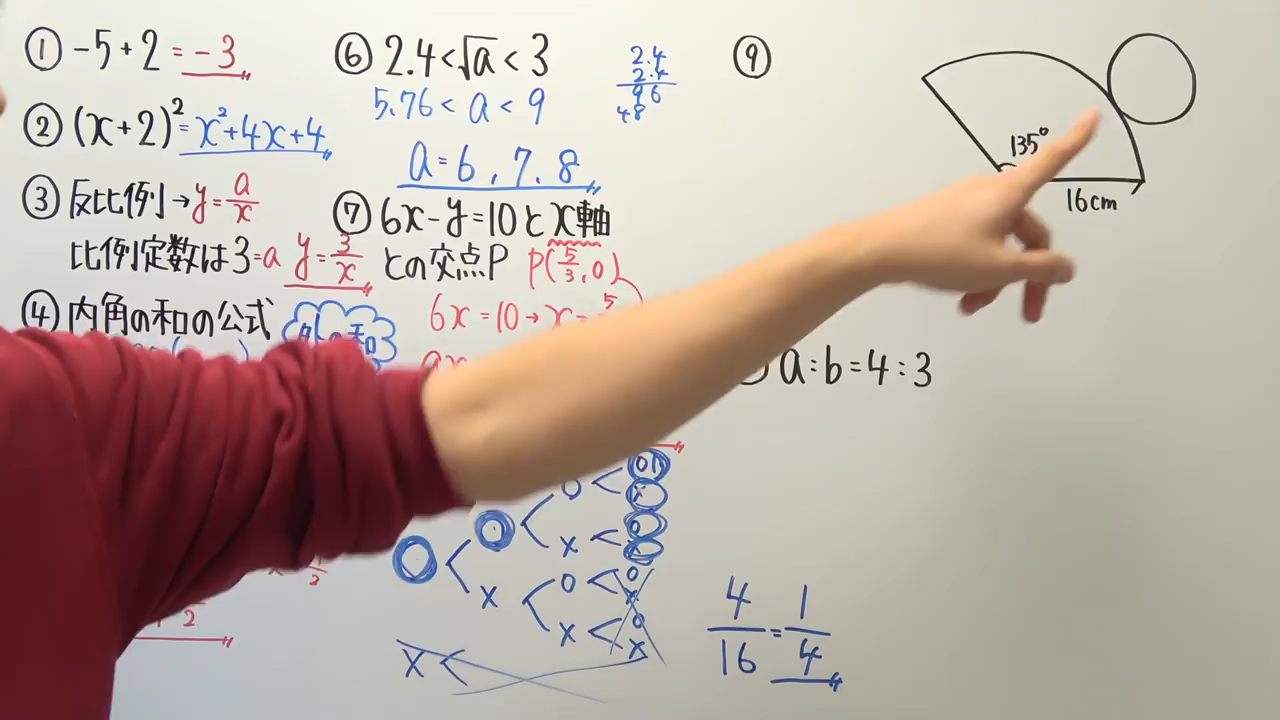 ① -5+2=-3
② (x+2)²=x²+4x+4
③ 反比例→y=a/x
比例定数は3=a y=3/x
④ 内角の和の公式
⑥ 2.4<√a<3
5.76<a<9
a=6,7,8
2.4
2.4
96
48
⑦ 6x-y=10とx軸
との交点P P(5/3,0)
6x=10→x=5
ax
○<
○<○<
x<
x<○<○
x
x<○
x
x<
4/16=1/4
⑨
135°
16cm
a:b=4:3